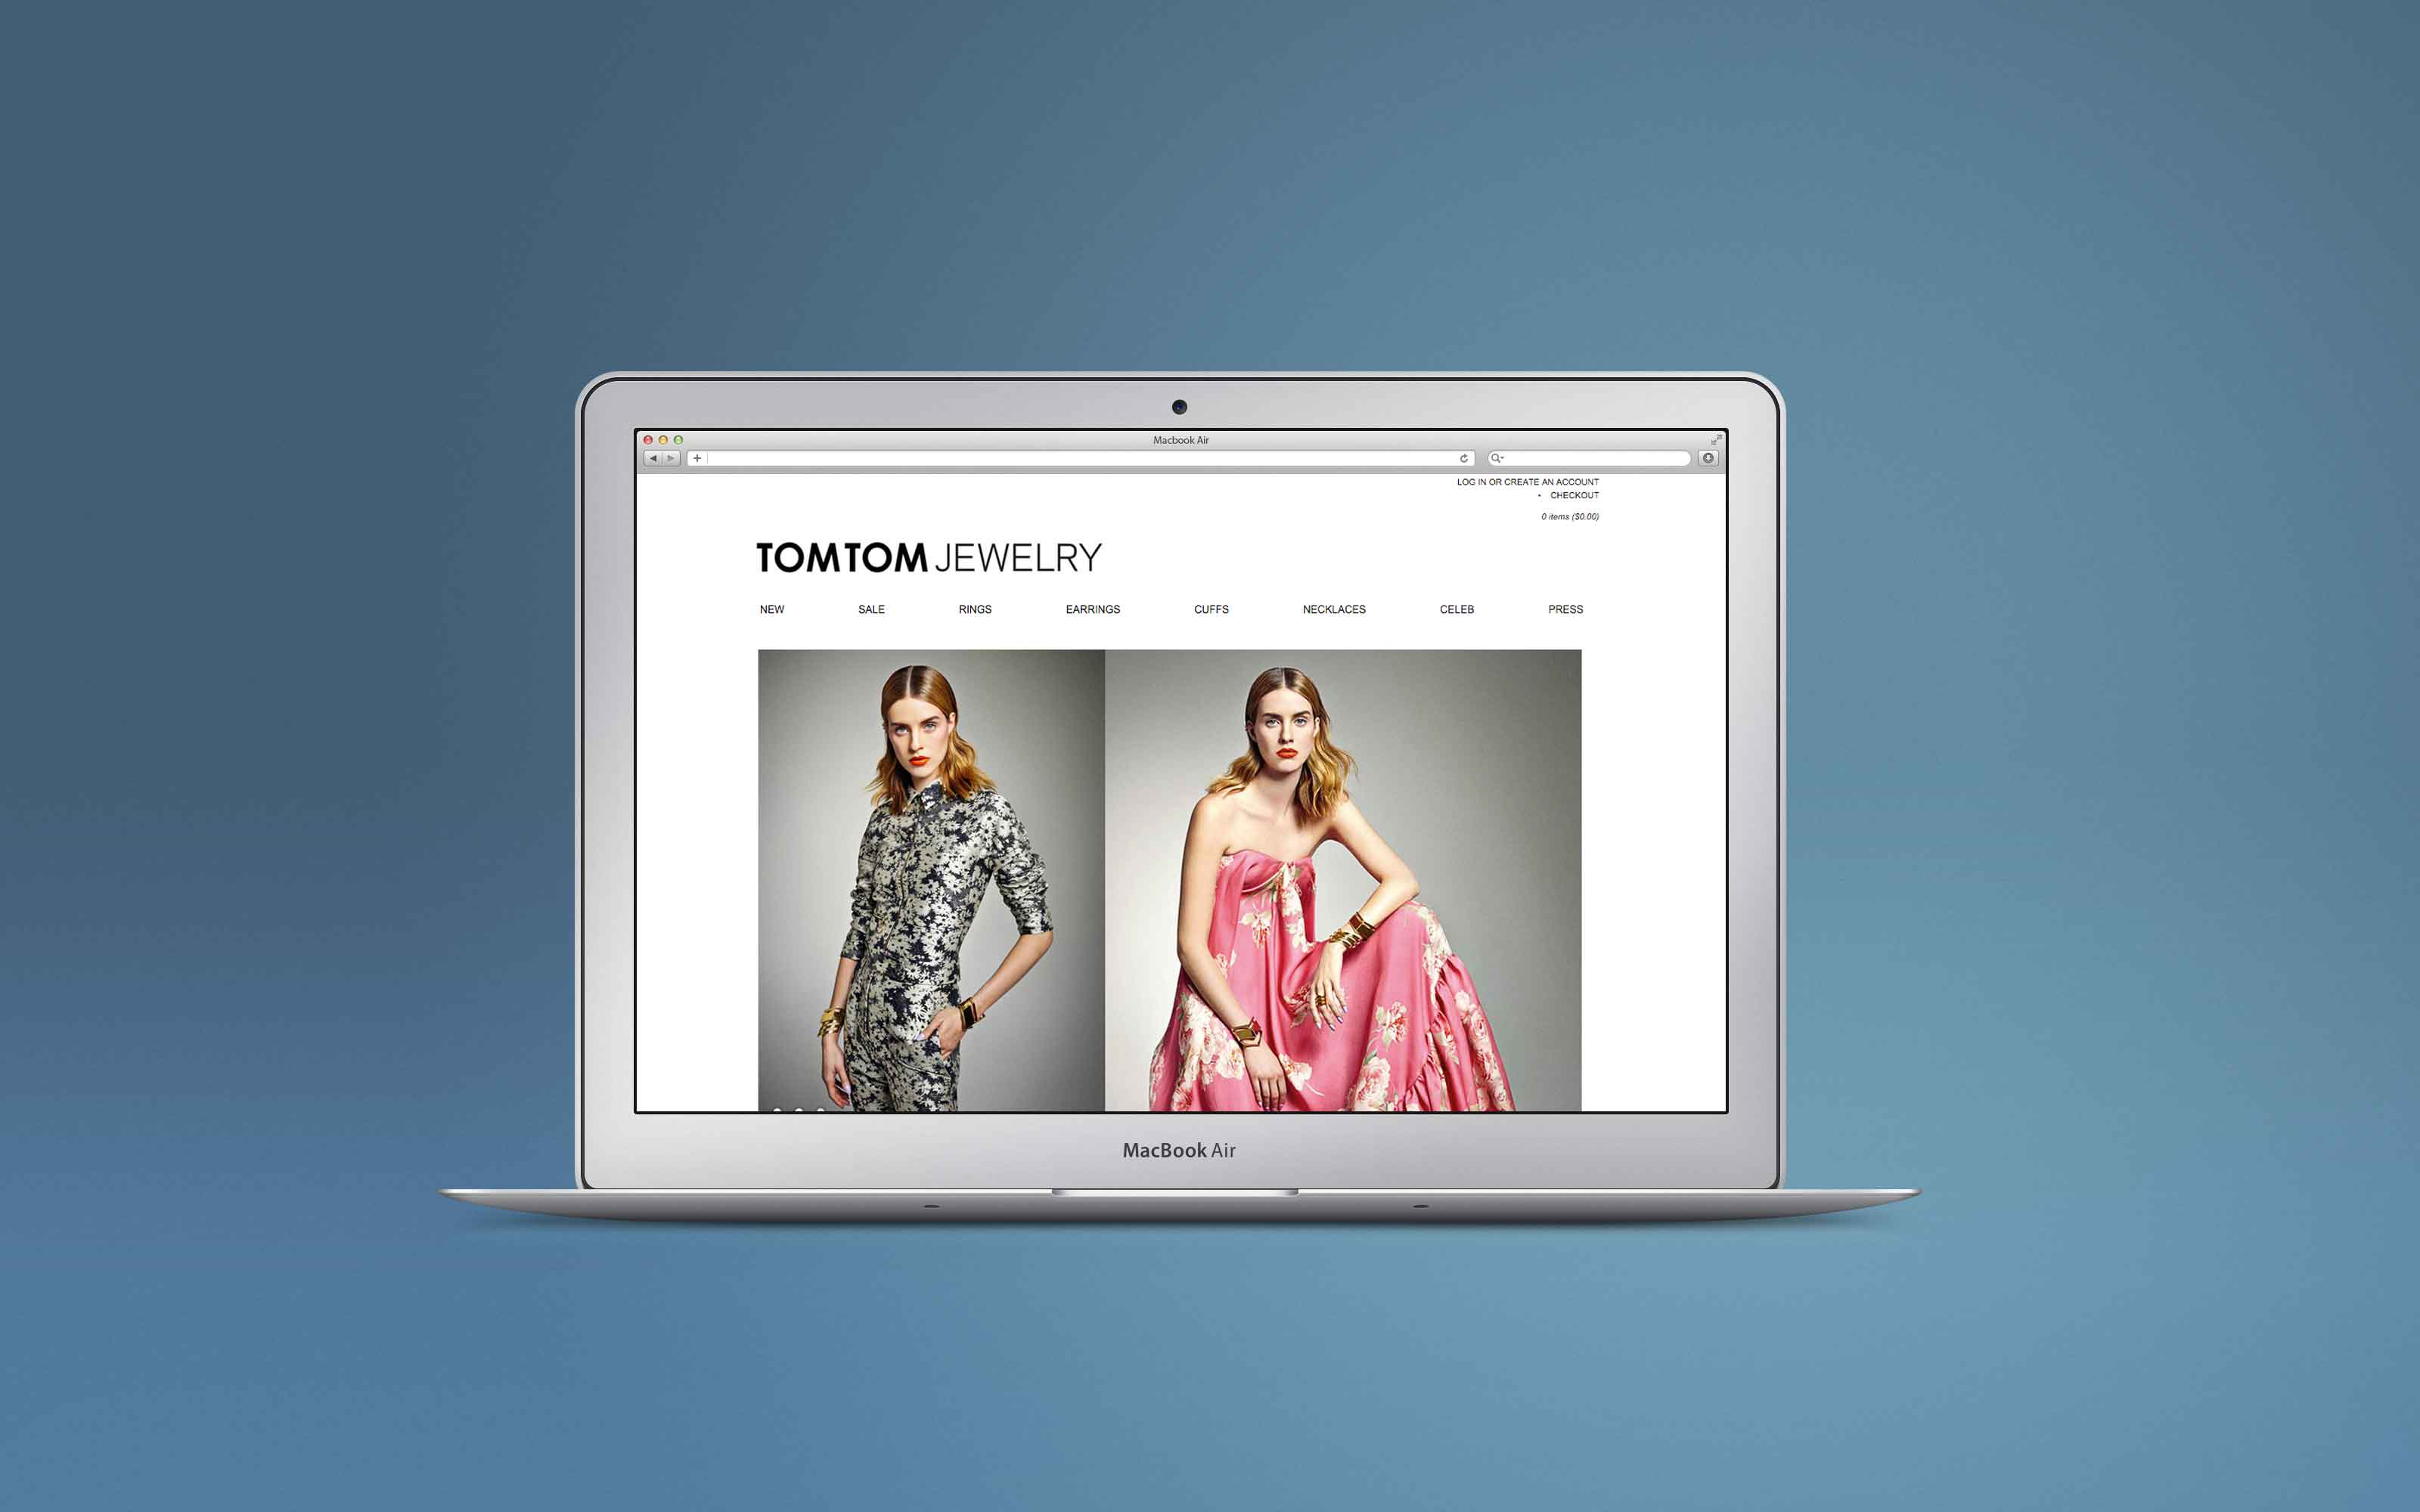 Macbook Air
LOG IN OR CREATE AN ACCOUNT
• CHECKOUT
0 items ($0.00)
TOMTOM JEWELRY
NEW SALE RINGS EARRINGS CUFFS NECKLACES CELEB PRESS
MacBook Air